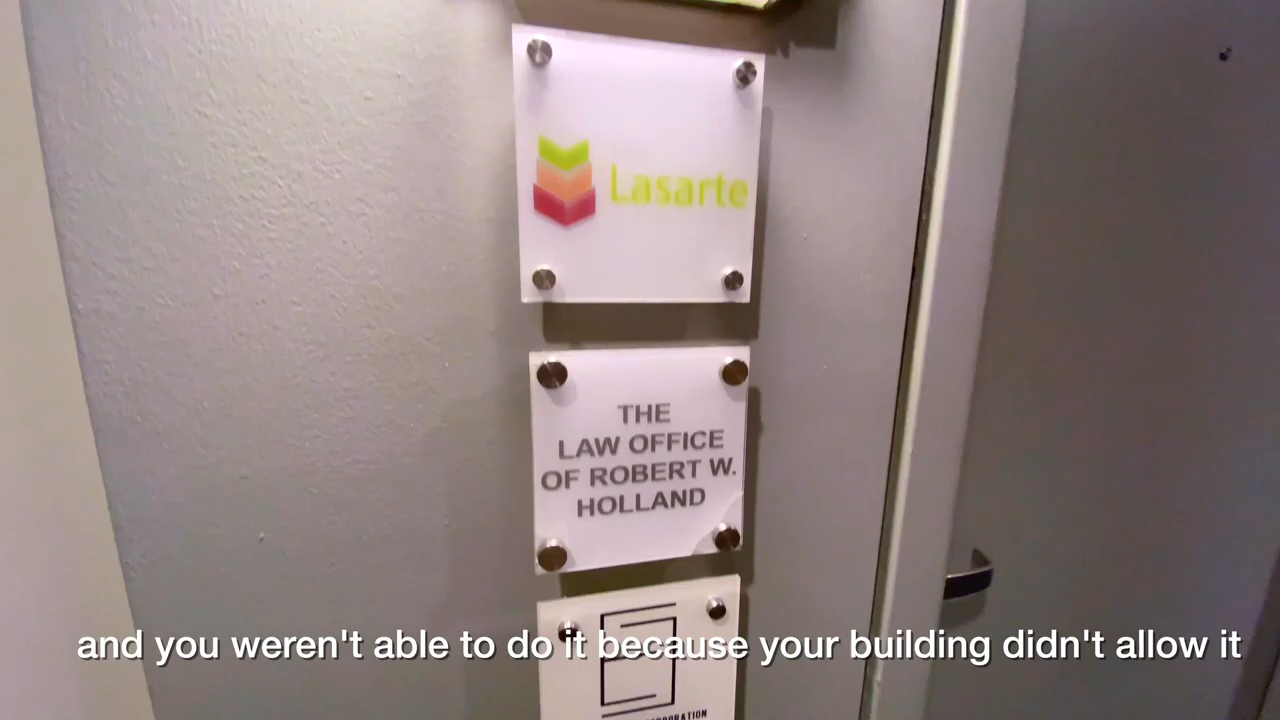 Lasarte
THE
LAW OFFICE
OF ROBERT W.
HOLLAND
and you weren't able to do it because your building didn't allow it